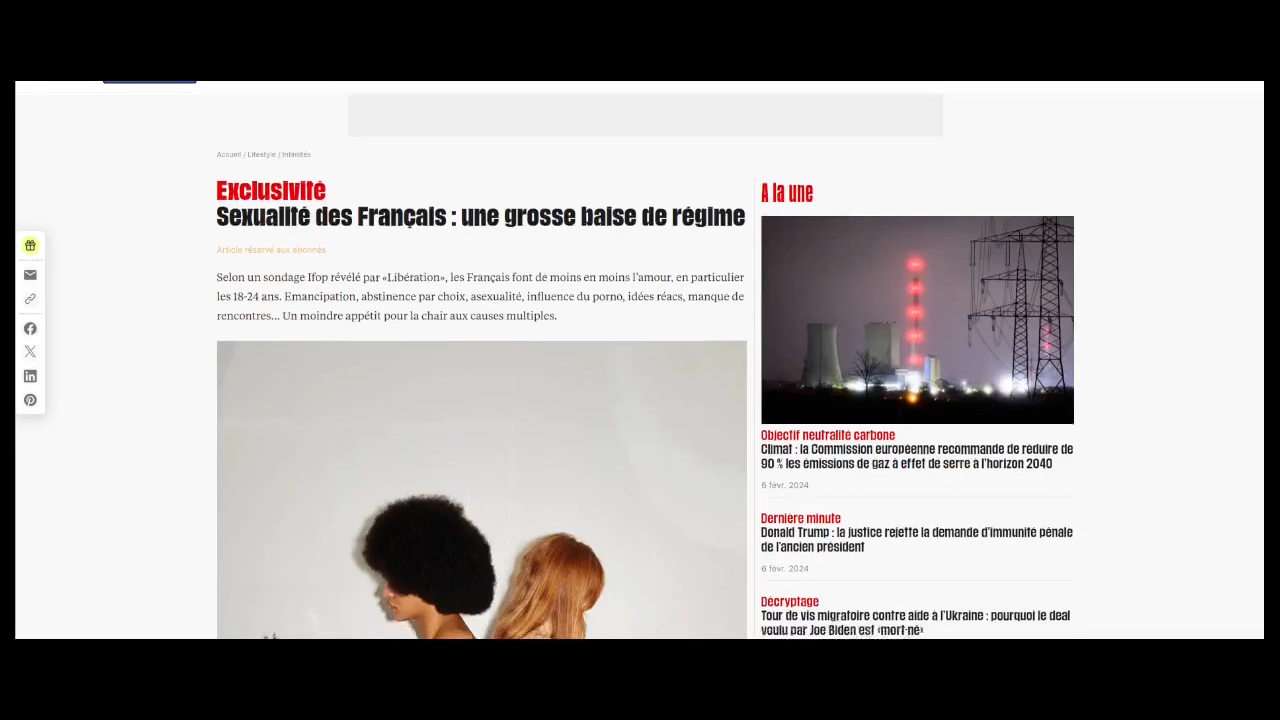 Accueil / Lifestyle / Intimités
Exclusivité
Sexualité des Français : une grosse baise de régime
Article réservé aux abonnés
Selon un sondage Ifop révélé par «Libération», les Français font de moins en moins l'amour, en particulier
les 18-24 ans. Emancipation, abstinence par choix, asexualité, influence du porno, idées réacs, manque de
rencontres... Un moindre appétit pour la chair aux causes multiples.
A la une
Objectif neutralité carbone
Climat : la Commission européenne recommande de réduire de
90 % les émissions de gaz à effet de serre à l'horizon 2040
6 févr. 2024
Dernière minute
Donald Trump : la justice rejette la demande d'immunité pénale
de l'ancien président
6 févr. 2024
Décryptage
Tour de vis migratoire contre aide à l'Ukraine : pourquoi le deal
voulu par Joe Biden est «mort-né»